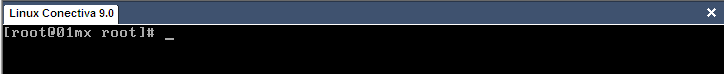 Linux Conectiva 9.0
[root@01mx root]# _